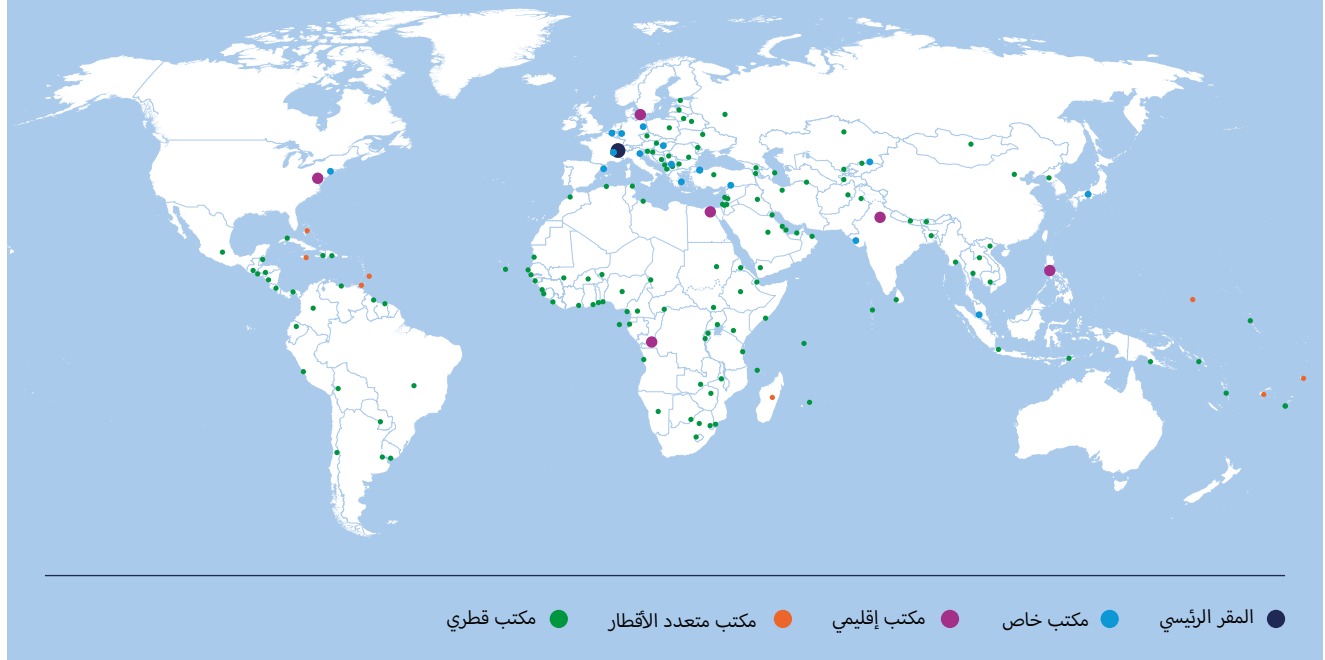 المقر الرئيسي مكتب خاص مكتب إقليمي مكتب متعدد الأقطار مكتب قطري